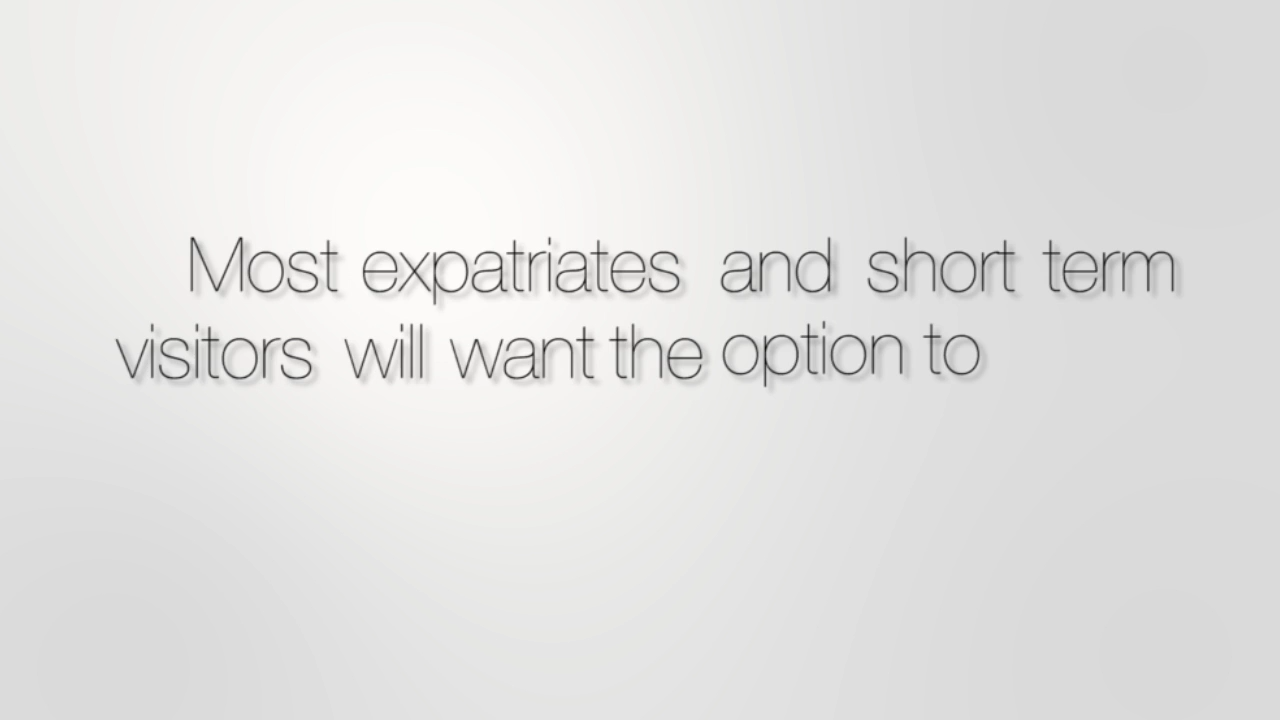 Most expatriates and short term
visitors will want the option to